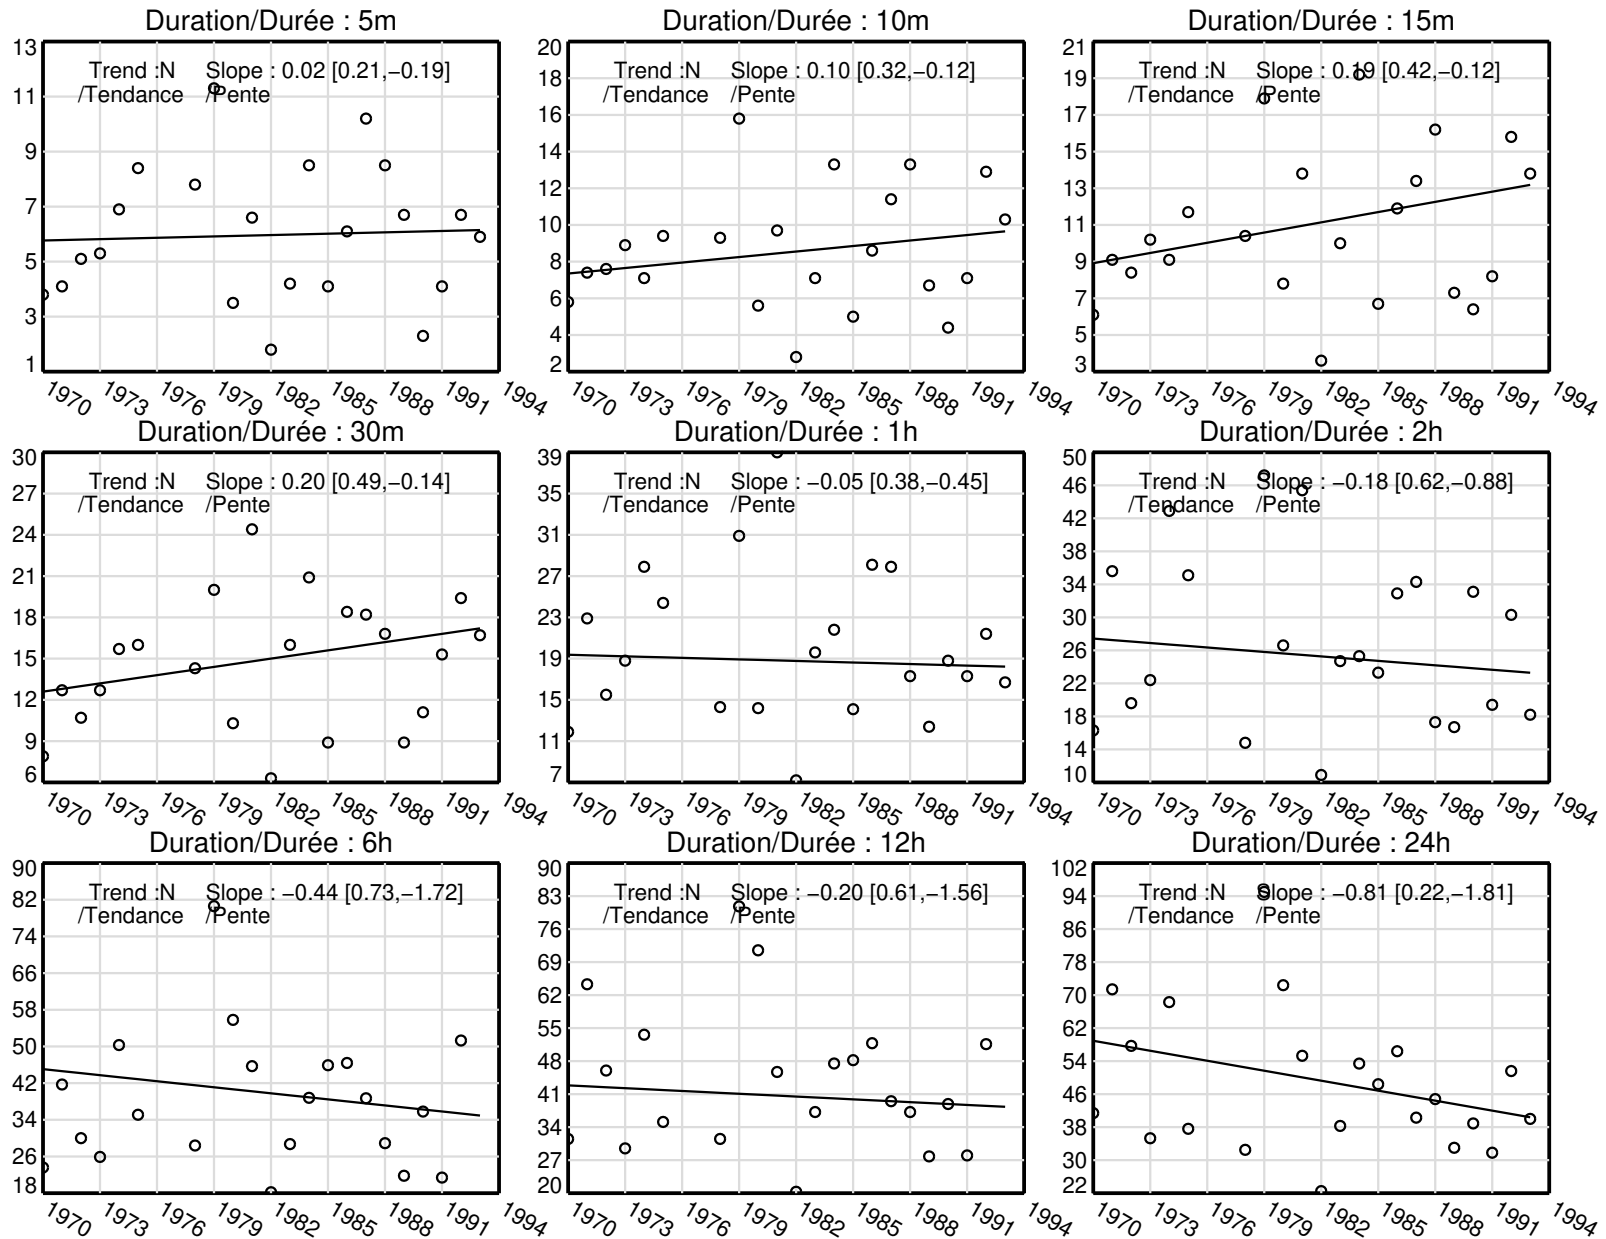 Duration/Durée : 5m
Trend :N Slope : 0.02 [0.21,−0.19]
/Tendance /Pente
13
11
9
7
5
3
1
1970 1973 1976 1979 1982 1985 1988 1991 1994
Duration/Durée : 10m
Trend :N Slope : 0.10 [0.32,−0.12]
/Tendance /Pente
20
18
16
14
12
10
8
6
4
2
1970 1973 1976 1979 1982 1985 1988 1991 1994
Duration/Durée : 15m
Trend :N Slope : 0.19 [0.42,−0.12]
/Tendance /Pente
21
19
17
15
13
11
9
7
5
3
1970 1973 1976 1979 1982 1985 1988 1991 1994
Duration/Durée : 30m
Trend :N Slope : 0.20 [0.49,−0.14]
/Tendance /Pente
30
27
24
21
18
15
12
9
6
1970 1973 1976 1979 1982 1985 1988 1991 1994
Duration/Durée : 1h
Trend :N Slope : −0.05 [0.38,−0.45]
/Tendance /Pente
39
35
31
27
23
19
15
11
7
1970 1973 1976 1979 1982 1985 1988 1991 1994
Duration/Durée : 2h
Trend :N Slope : −0.18 [0.62,−0.88]
/Tendance /Pente
50
46
42
38
34
30
26
22
18
14
10
1970 1973 1976 1979 1982 1985 1988 1991 1994
Duration/Durée : 6h
Trend :N Slope : −0.44 [0.73,−1.72]
/Tendance /Pente
90
82
74
66
58
50
42
34
26
18
1970 1973 1976 1979 1982 1985 1988 1991 1994
Duration/Durée : 12h
Trend :N Slope : −0.20 [0.61,−1.56]
/Tendance /Pente
90
83
76
69
62
55
48
41
34
27
20
1970 1973 1976 1979 1982 1985 1988 1991 1994
Duration/Durée : 24h
Trend :N Slope : −0.81 [0.22,−1.81]
/Tendance /Pente
102
94
86
78
70
62
54
46
38
30
22
1970 1973 1976 1979 1982 1985 1988 1991 1994